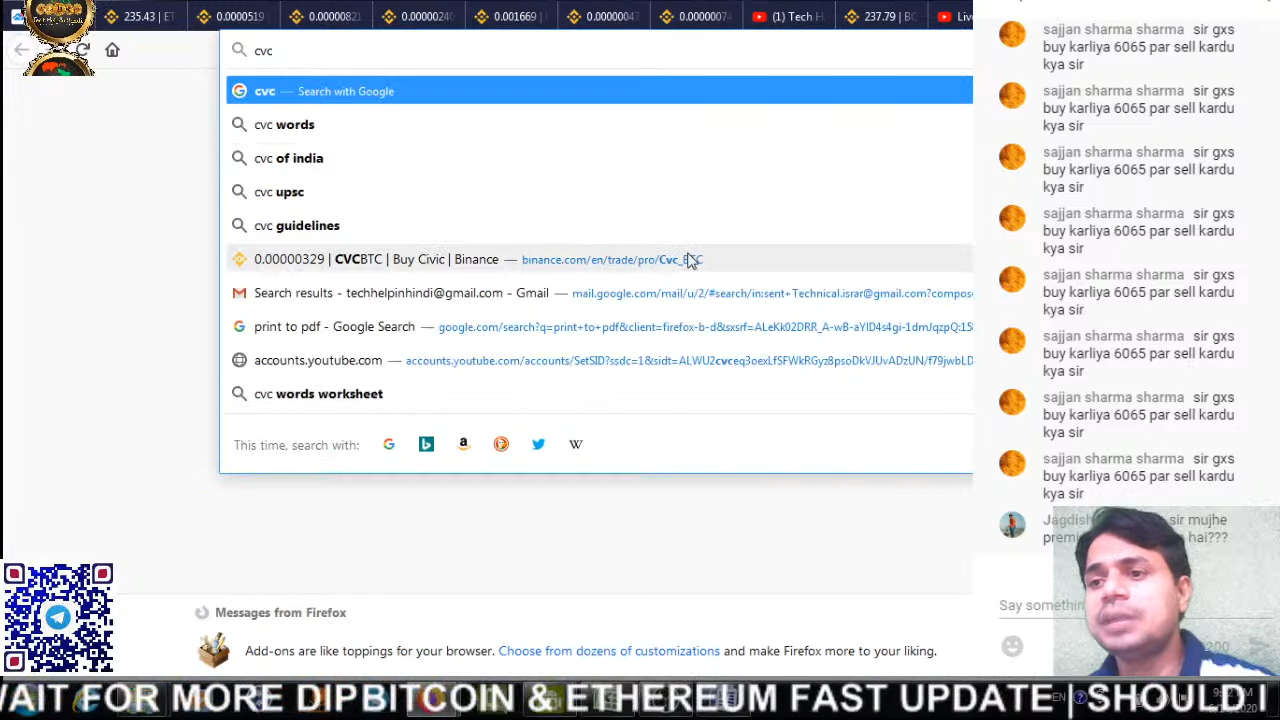 235.43 | ET
0.0000519
0.0000082
0.0000024
0.001669 |
0.0000004
0.0000007
(1) Tech H
237.79 | BC
Live
cvc
cvc — Search with Google
cvc words
cvc of india
cvc upsc
cvc guidelines
0.00000329 | CVCBTC | Buy Civic | Binance — binance.com/en/trade/pro/Cvc_BTC
Search results - techhelpinhindi@gmail.com - Gmail — mail.google.com/mail/u/2/#search/in:sent+Technical.israr@gmail.com?compos
print to pdf - Google Search — google.com/search?q=print+to+pdf&client=firefox-b-d&sxsrf=ALeKk02DRR_A-wB-aYID4s4gi-1dmJqzpQ:15
accounts.youtube.com — accounts.youtube.com/accounts/SetSID?ssdc=1&sidt=ALWU2cvceq3oexLfSFWkRGyz8psoDkVJUvADzUN/f79jwbLD
cvc words worksheet
This time, search with:
Messages from Firefox
Add-ons are like toppings for your browser. Choose from dozens of customizations and make Firefox more to your liking.
sajjan sharma sharma sir gxs
buy karliya 6065 par sell kardu
kya sir
sajjan sharma sharma sir gxs
buy karliya 6065 par sell kardu
kya sir
sajjan sharma sharma sir gxs
buy karliya 6065 par sell kardu
kya sir
sajjan sharma sharma sir gxs
buy karliya 6065 par sell kardu
kya sir
sajjan sharma sharma sir gxs
buy karliya 6065 par sell kardu
kya sir
sajjan sharma sharma sir gxs
buy karliya 6065 par sell kardu
kya sir
sajjan sharma sharma sir gxs
buy karliya 6065 par sell kardu
kya sir
sajjan sharma sharma sir gxs
buy karliya 6065 par sell kardu
kya sir
Jagdish sir mujhe
premi hai???
Say somethin
/200
WAIT FOR MORE DIPBITCOIN & ETHEREUM FAST UPDATE | SHOULD I
EN